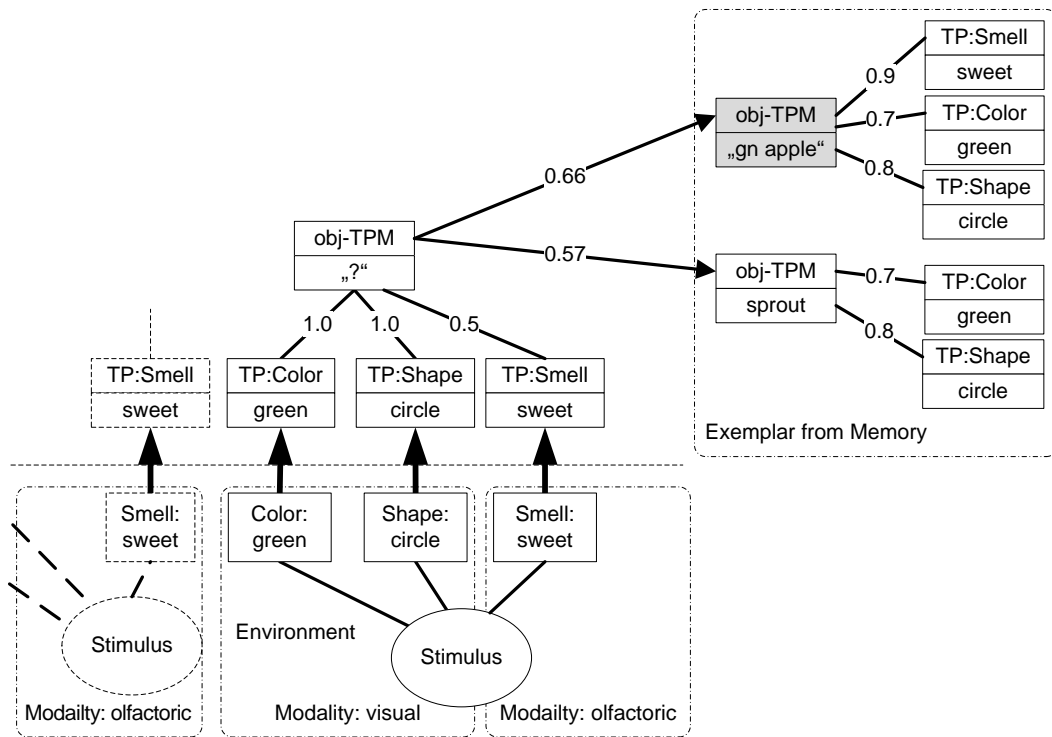 TP:Smell
sweet
0.9
obj-TPM
„gn apple“
0.7
TP:Color
green
0.8
TP:Shape
circle
0.66
obj-TPM
„?“
0.57
obj-TPM
sprout
0.7
TP:Color
green
0.8
TP:Shape
circle
Exemplar from Memory
1.0
1.0
0.5
TP:Smell
sweet
TP:Color
green
TP:Shape
circle
TP:Smell
sweet
Smell:
sweet
Color:
green
Shape:
circle
Smell:
sweet
Stimulus
Environment
Stimulus
Modailty: olfactoric
Modality: visual
Modailty: olfactoric